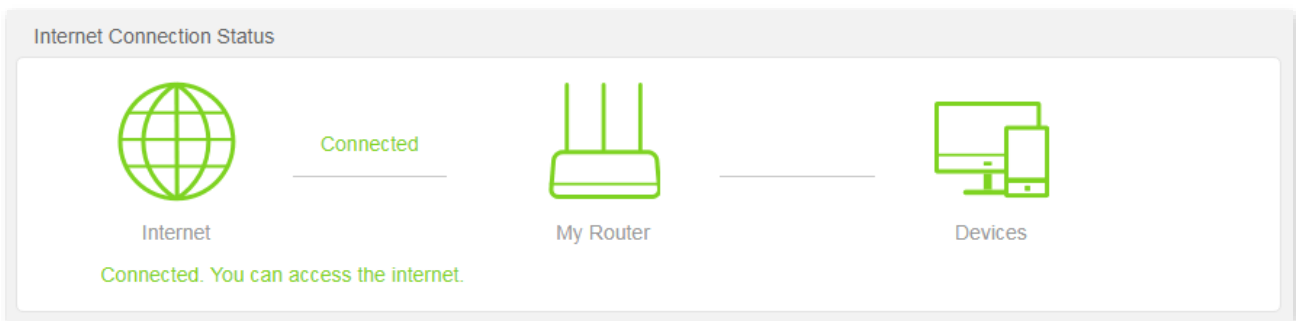 Internet Connection Status
Connected
Internet
My Router
Devices
Connected. You can access the internet.